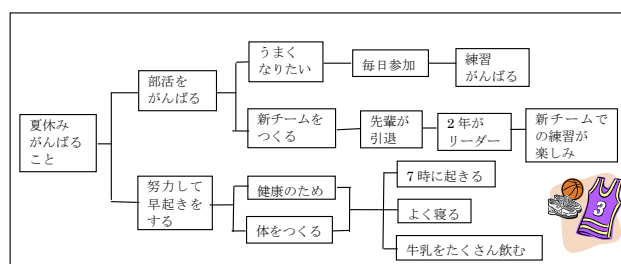 夏休み
がんばる
こと
部活を
がんばる
うまく
なりたい
毎日参加
練習
がんばる
新チームを
つくる
先輩が
引退
2年が
リーダー
新チームで
の練習が
楽しみ
努力して
早起きを
する
健康のため
体をつくる
7時に起きる
よく寝る
牛乳をたくさん飲む
3